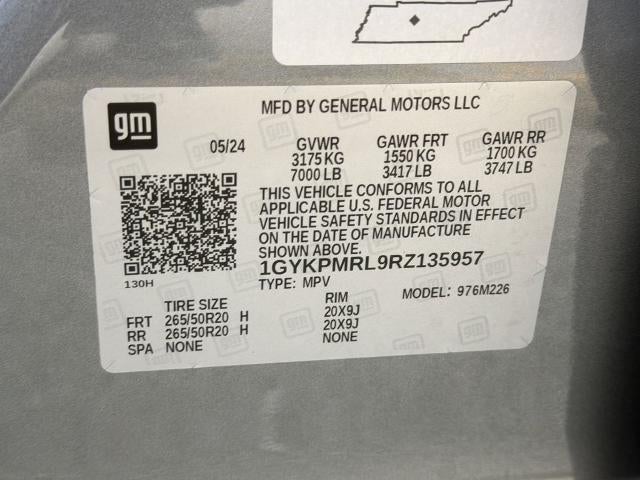 gm
MFD BY GENERAL MOTORS LLC
05/24 GVWR GAWR FRT GAWR RR
3175 KG 1550 KG 1700 KG
7000 LB 3417 LB 3747 LB
THIS VEHICLE CONFORMS TO ALL
APPLICABLE U.S. FEDERAL MOTOR
VEHICLE SAFETY STANDARDS IN EFFECT
ON THE DATE OF MANUFACTURE
SHOWN ABOVE.
1GYKPMRL9RZ135957
130H
TYPE: MPV MODEL: 976M226
TIRE SIZE RIM
FRT 265/50R20 H 20X9J
RR 265/50R20 H 20X9J
SPA NONE NONE